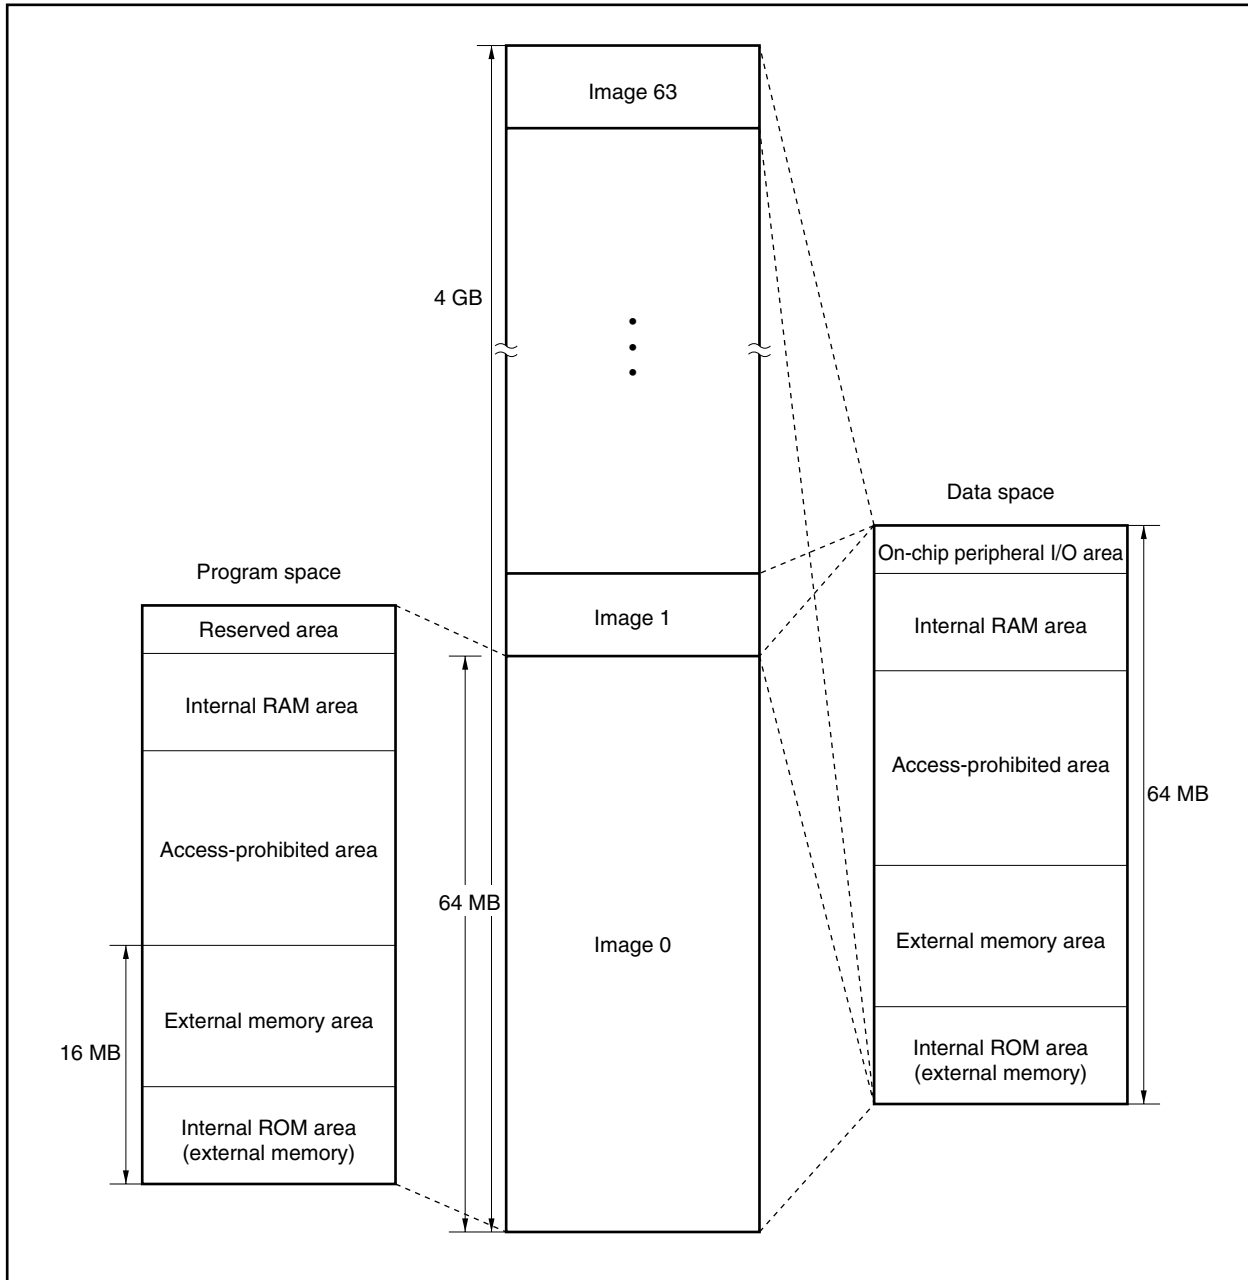 Image 63
4 GB
Data space
On-chip peripheral I/O area
Program space
Image 1
Internal RAM area
Reserved area
Internal RAM area
Access-prohibited area
64 MB
Access-prohibited area
64 MB
External memory area
Image 0
External memory area
16 MB
Internal ROM area
(external memory)
Internal ROM area
(external memory)